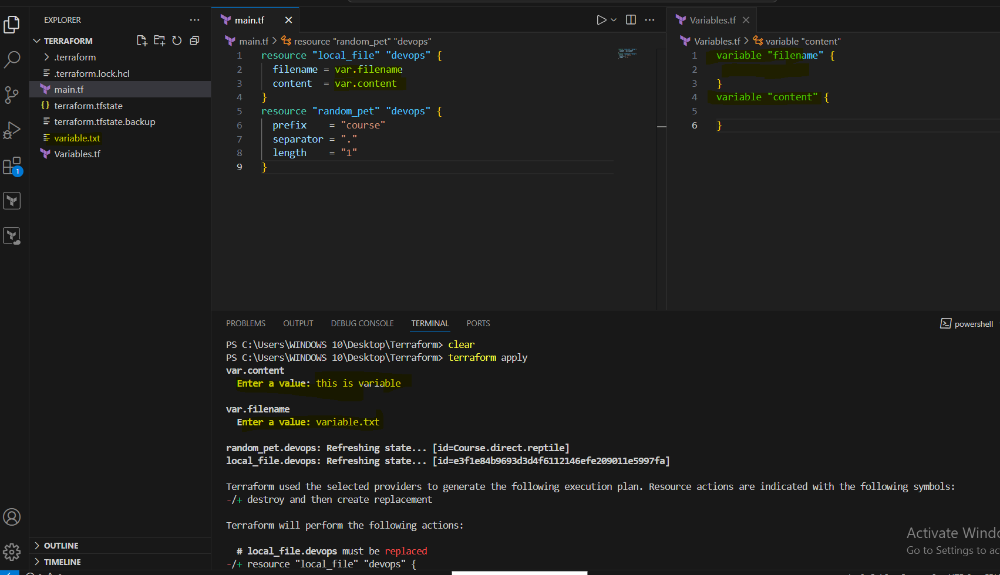 EXPLORER
TERRAFORM
.terraform
.terraform.lock.hcl
main.tf
terraform.tfstate
terraform.tfstate.backup
variable.txt
Variables.tf
1
OUTLINE
TIMELINE
main.tf
main.tf > resource "random_pet" "devops"
1 resource "local_file" "devops" {
2 filename = var.filename
3 content = var.content
4 }
5 resource "random_pet" "devops" {
6 prefix = "course"
7 separator = "."
8 length = "1"
9 }
Variables.tf
Variables.tf > variable "content"
1 variable "filename" {
2
3 }
4 variable "content" {
5
6 }
PROBLEMS OUTPUT DEBUG CONSOLE TERMINAL PORTS
powershell
PS C:\Users\WINDOWS 10\Desktop\Terraform> clear
PS C:\Users\WINDOWS 10\Desktop\Terraform> terraform apply
var.content
Enter a value: this is variable
var.filename
Enter a value: variable.txt
random_pet.devops: Refreshing state... [id=Course.direct.reptile]
local_file.devops: Refreshing state... [id=e3f1e84b9693d3d4f6112146efe209011e5997fa]
Terraform used the selected providers to generate the following execution plan. Resource actions are indicated with the following symbols:
-/+ destroy and then create replacement
Terraform will perform the following actions:
# local_file.devops must be replaced
-/+ resource "local_file" "devops" {
Activate Windo
Go to Settings to ac